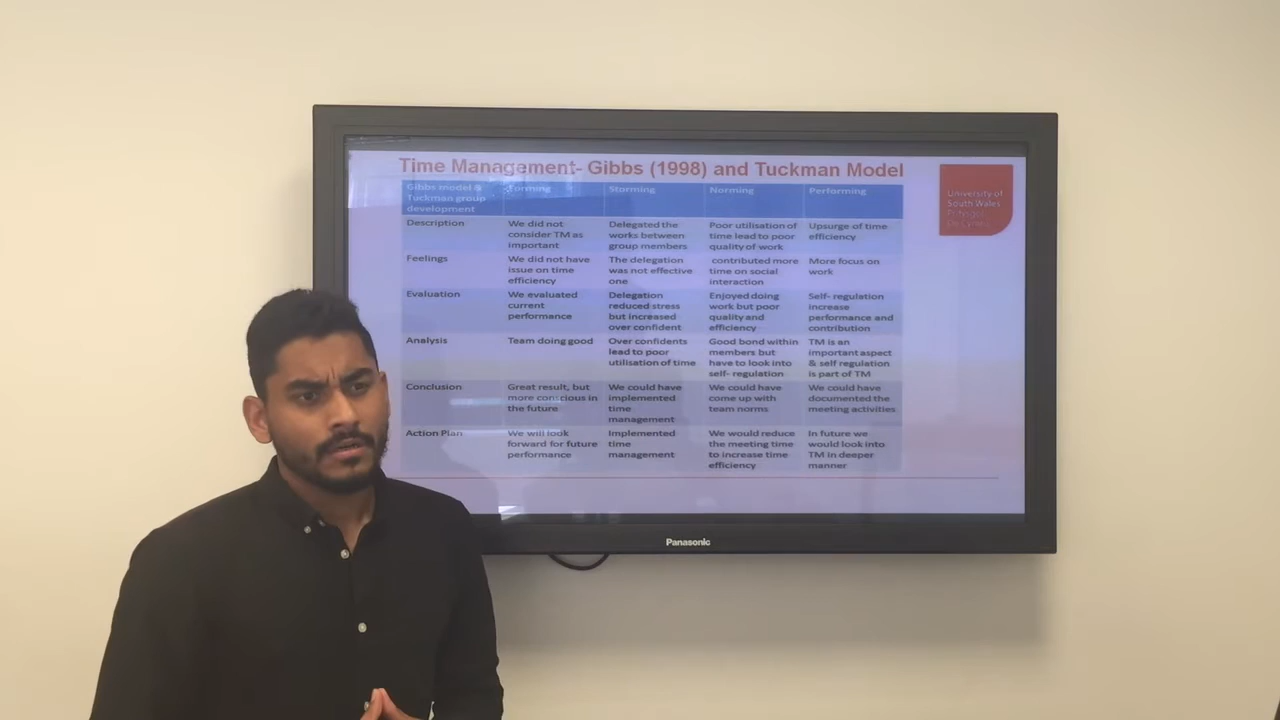 Time Management- Gibbs (1998) and Tuckman Model
Gibbs model &
Tuckman group
development
Forming
Storming
Norming
Performing
Description
We did not
consider TM as
important
Delegated the
works between
group members
Poor utilisation of
time lead to poor
quality of work
Upsurge of time
efficiency
Feelings
We did not have
issue on time
efficiency
The delegation
was not effective
one
contributed more
time on social
interaction
More focus on
work
Evaluation
We evaluated
current
performance
Delegation
reduced stress
but increased
over confident
Enjoyed doing
work but poor
quality and
efficiency
Self- regulation
increase
performance and
contribution
Analysis
Team doing good
Over confidents
lead to poor
utilisation of time
Good bond within
members but
have to look into
self- regulation
TM is an
important aspect
& self regulation
is part of TM
Conclusion
Great result, but
more conscious in
the future
We could have
implemented
time
management
We could have
come up with
team norms
We could have
documented the
meeting activities
Action Plan
We will look
forward for future
performance
Implemented
time
management
We would reduce
the meeting time
to increase time
efficiency
In future we
would look into
TM in deeper
manner
University of
South Wales
Panasonic